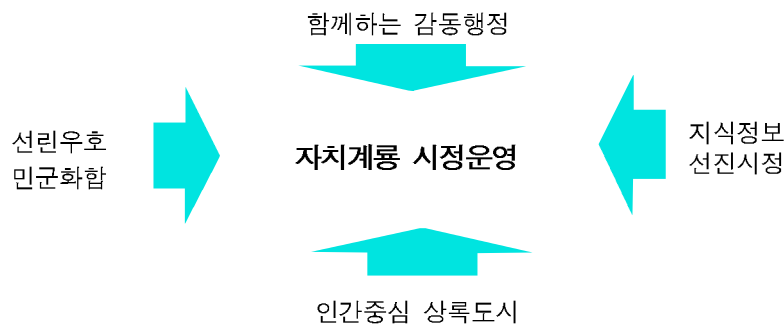 함께하는 감동행정
선린우호
민군화합
자치계룡 시정운영
지식정보
선진시정
인간중심 상록도시